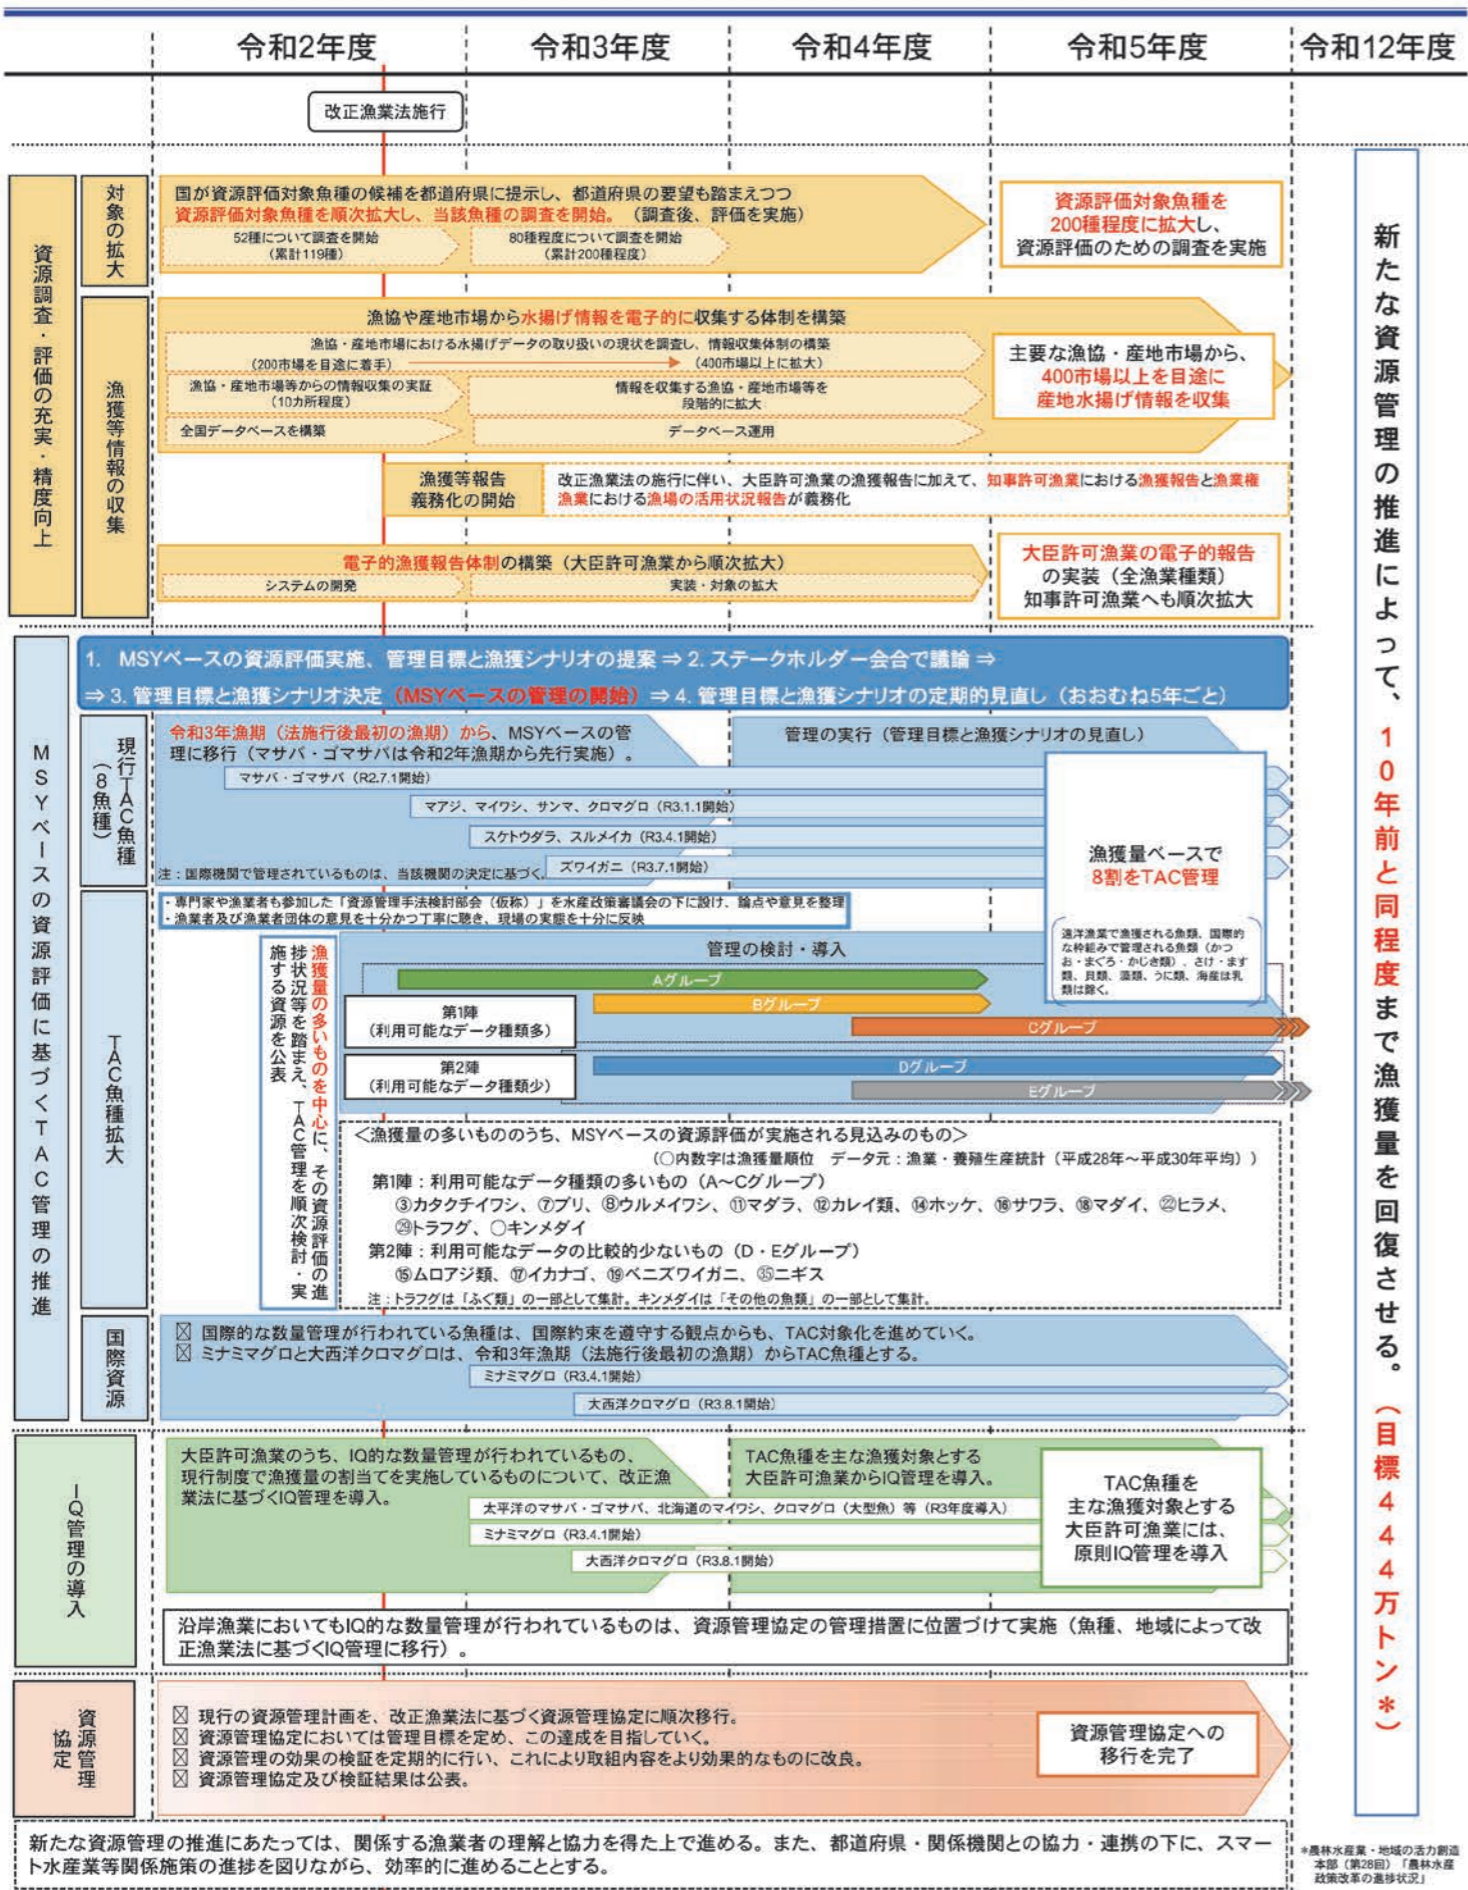 令和2年度
令和3年度
令和4年度
令和5年度
令和12年度
改正漁業法施行
資源調査・評価の充実・精度向上
対象の拡大
国が資源評価対象魚種の候補を都道府県に提示し、都道府県の要望も踏まえつつ
資源評価対象魚種を順次拡大し、当該魚種の調査を開始。（調査後、評価を実施）
52種について調査を開始
（累計119種）
80種程度について調査を開始
（累計200種程度）
資源評価対象魚種を
200種程度に拡大し、
資源評価のための調査を実施
漁獲等情報の収集
漁協や産地市場から水揚げ情報を電子的に収集する体制を構築
漁協・産地市場における水揚げデータの取り扱いの現状を調査し、情報収集体制の構築
（200市場を目途に着手）
（400市場以上に拡大）
漁協・産地市場等からの情報収集の実証
（10カ所程度）
情報を収集する漁協・産地市場等を
段階的に拡大
全国データベースを構築
データベース運用
主要な漁協・産地市場から、
400市場以上を目途に
産地水揚げ情報を収集
漁獲等報告
義務化の開始
改正漁業法の施行に伴い、大臣許可漁業の漁獲報告に加えて、知事許可漁業における漁獲報告と漁業権
漁業における漁場の活用状況報告が義務化
電子的漁獲報告体制の構築（大臣許可漁業から順次拡大）
システムの開発
実装・対象の拡大
大臣許可漁業の電子的報告
の実装（全漁業種類）
知事許可漁業へも順次拡大
MSYベースの資源評価に基づくTAC管理の推進
1. MSYベースの資源評価実施、管理目標と漁獲シナリオの提案 ⇒ 2. ステークホルダー会合で議論 ⇒
⇒ 3. 管理目標と漁獲シナリオ決定（MSYベースの管理の開始）⇒ 4. 管理目標と漁獲シナリオの定期的見直し（おおむね5年ごと）
現行TAC魚種
（8魚種）
令和3年漁期（法施行後最初の漁期）から、MSYベースの管
理に移行（マサバ・ゴマサバは令和2年漁期から先行実施）。
管理の実行（管理目標と漁獲シナリオの見直し）
マサバ・ゴマサバ（R2.7.1開始）
マアジ、マイワシ、サンマ、クロマグロ（R3.1.1開始）
スケトウダラ、スルメイカ（R3.4.1開始）
ズワイガニ（R3.7.1開始）
注：国際機関で管理されているものは、当該機関の決定に基づく。
漁獲量ベースで
8割をTAC管理
遠洋漁業で漁獲される魚類、国際的
な枠組みで管理される魚類（かつ
お・まぐろ・かじき類）、さけ・ます
類、貝類、藻類、うに類、海産ほ乳
類は除く。
TAC魚種拡大
・専門家や漁業者も参加した「資源管理手法検討部会（仮称）」を水産政策審議会の下に設け、論点や意見を整理
・漁業者及び漁業者団体の意見を十分かつ丁寧に聴き、現場の実態を十分に反映
漁獲量の多いものを中心に、その資源評価の進
捗状況等を踏まえ、TAC管理を順次検討・実
施する資源を公表
管理の検討・導入
Aグループ
第1陣
（利用可能なデータ種類多）
Bグループ
Cグループ
第2陣
（利用可能なデータ種類少）
Dグループ
Eグループ
＜漁獲量の多いもののうち、MSYベースの資源評価が実施される見込みのもの＞
（○内数字は漁獲量順位　データ元：漁業・養殖生産統計（平成28年～平成30年平均））
第1陣：利用可能なデータ種類の多いもの（A～Cグループ）
③カタクチイワシ、⑦ブリ、⑧ウルメイワシ、⑪マダラ、⑫カレイ類、⑭ホッケ、⑯サワラ、⑱マダイ、㉒ヒラメ、
㉙トラフグ、○キンメダイ
第2陣：利用可能なデータの比較的少ないもの（D・Eグループ）
⑮ムロアジ類、⑰イカナゴ、⑲ベニズワイガニ、㉟ニギス
注：トラフグは「ふぐ類」の一部として集計。キンメダイは「その他の魚類」の一部として集計。
国際資源
☒ 国際的な数量管理が行われている魚種は、国際約束を遵守する観点からも、TAC対象化を進めていく。
☒ ミナミマグロと大西洋クロマグロは、令和3年漁期（法施行後最初の漁期）からTAC魚種とする。
ミナミマグロ（R3.4.1開始）
大西洋クロマグロ（R3.8.1開始）
IQ管理の導入
大臣許可漁業のうち、IQ的な数量管理が行われているもの、
現行制度で漁獲量の割当てを実施しているものについて、改正漁
業法に基づくIQ管理を導入。
TAC魚種を主な漁獲対象とする
大臣許可漁業からIQ管理を導入。
太平洋のマサバ・ゴマサバ、北海道のマイワシ、クロマグロ（大型魚）等（R3年度導入）
ミナミマグロ（R3.4.1開始）
大西洋クロマグロ（R3.8.1開始）
TAC魚種を
主な漁獲対象とする
大臣許可漁業には、
原則IQ管理を導入
沿岸漁業においてもIQ的な数量管理が行われているものは、資源管理協定の管理措置に位置づけて実施（魚種、地域によって改
正漁業法に基づくIQ管理に移行）。
資源管理
協定
☒ 現行の資源管理計画を、改正漁業法に基づく資源管理協定に順次移行。
☒ 資源管理協定においては管理目標を定め、この達成を目指していく。
☒ 資源管理の効果の検証を定期的に行い、これにより取組内容をより効果的なものに改良。
☒ 資源管理協定及び検証結果は公表。
資源管理協定への
移行を完了
新たな資源管理の推進によって、10年前と同程度まで漁獲量を回復させる。（目標444万トン＊）
新たな資源管理の推進にあたっては、関係する漁業者の理解と協力を得た上で進める。また、都道府県・関係機関との協力・連携の下に、スマー
ト水産業等関係施策の進捗を図りながら、効率的に進めることとする。
＊農林水産業・地域の活力創造
本部（第28回）「農林水産
政策改革の進捗状況」